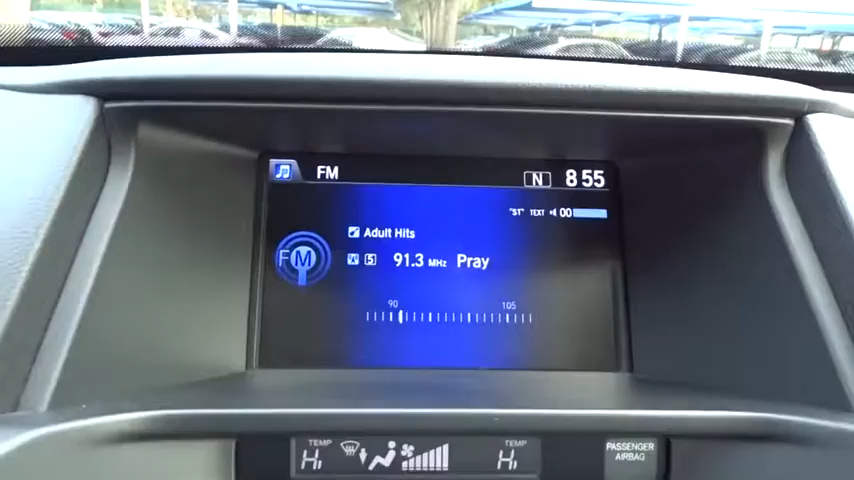 FM N 8 55
"ST" TEXT 00
Adult Hits
FM 5 91.3 MHz Pray
90 105
TEMP TEMP PASSENGER
Hi Hi AIRBAG